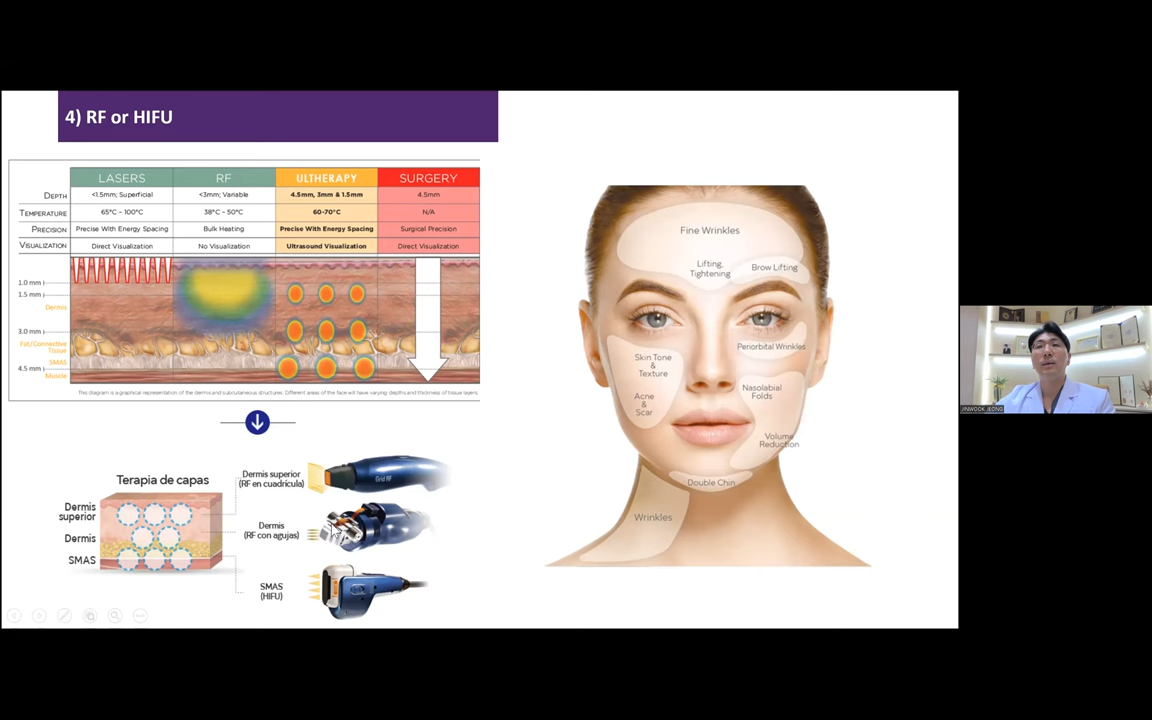 4) RF or HIFU
LASERS RF ULTHERAPY SURGERY
DEPTH <1.5mm; Superficial <3mm; Variable 4.5mm, 3mm & 1.5mm 4.5mm
TEMPERATURE 65°C - 100°C 38°C - 50°C 60-70°C N/A
PRECISION Precise With Energy Spacing Bulk Heating Precise With Energy Spacing Surgical Precision
VISUALIZATION Direct Visualization No Visualization Ultrasound Visualization Direct Visualization
1.0 mm
1.5 mm
Dermis
3.0 mm
Fat/Connective
Tissue
SMAS
4.5 mm
Muscle
This diagram is a graphical representation of the dermis and subcutaneous structures. Different areas of the face will have varying depths and thickness of tissue layers
Terapia de capas
Dermis
superior
Dermis
SMAS
Dermis superior
(RF en cuadrícula)
Grid RF
Dermis
(RF con agujas)
SMAS
(HIFU)
Fine Wrinkles
Lifting,
Tightening
Brow Lifting
Periorbital Wrinkles
Skin Tone
&
Texture
Acne
&
Scar
Nasolabial
Folds
Volume
Reduction
Double Chin
Wrinkles
JINWOOK JEONG